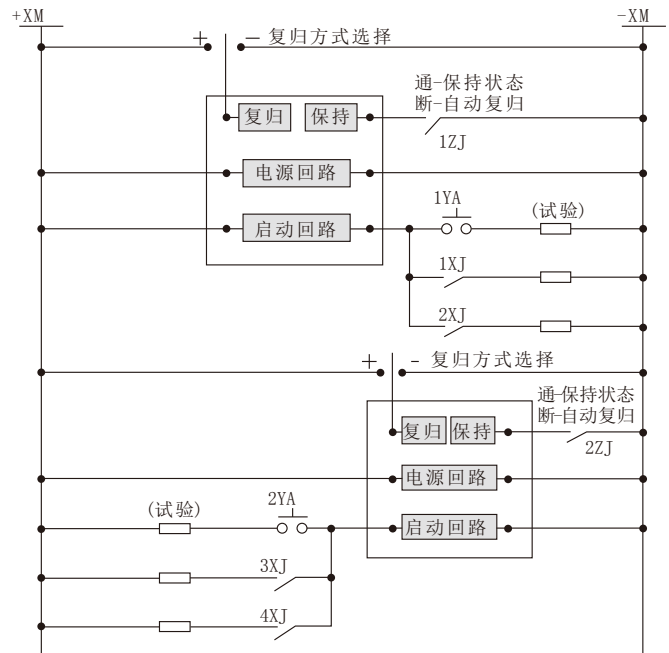 +XM
-XM
+ - 复归方式选择
通-保持状态
断-自动复归
复归 保持
1ZJ
电源回路
1YA
(试验)
启动回路
1XJ
2XJ
+ - 复归方式选择
通-保持状态
断-自动复归
复归 保持
2ZJ
电源回路
(试验)
2YA
启动回路
3XJ
4XJ